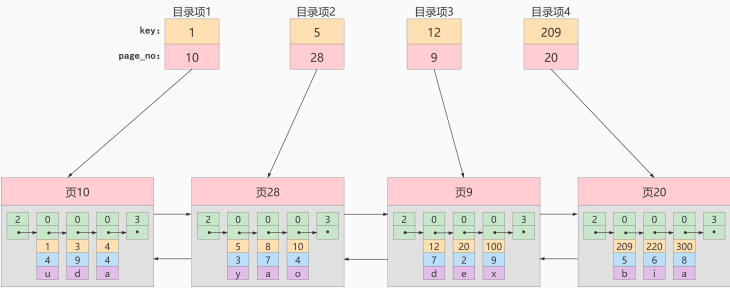 目录项1 目录项2 目录项3 目录项4
key: 1 5 12 209
page_no: 10 28 9 20
页10 页28 页9 页20
2 0 0 0 3 2 0 0 0 3 2 0 0 0 3 2 0 0 0 3
1 3 4 5 8 10 12 20 100 209 220 300
4 9 4 3 7 4 7 2 9 5 6 8
u d a y a o d e x b i a